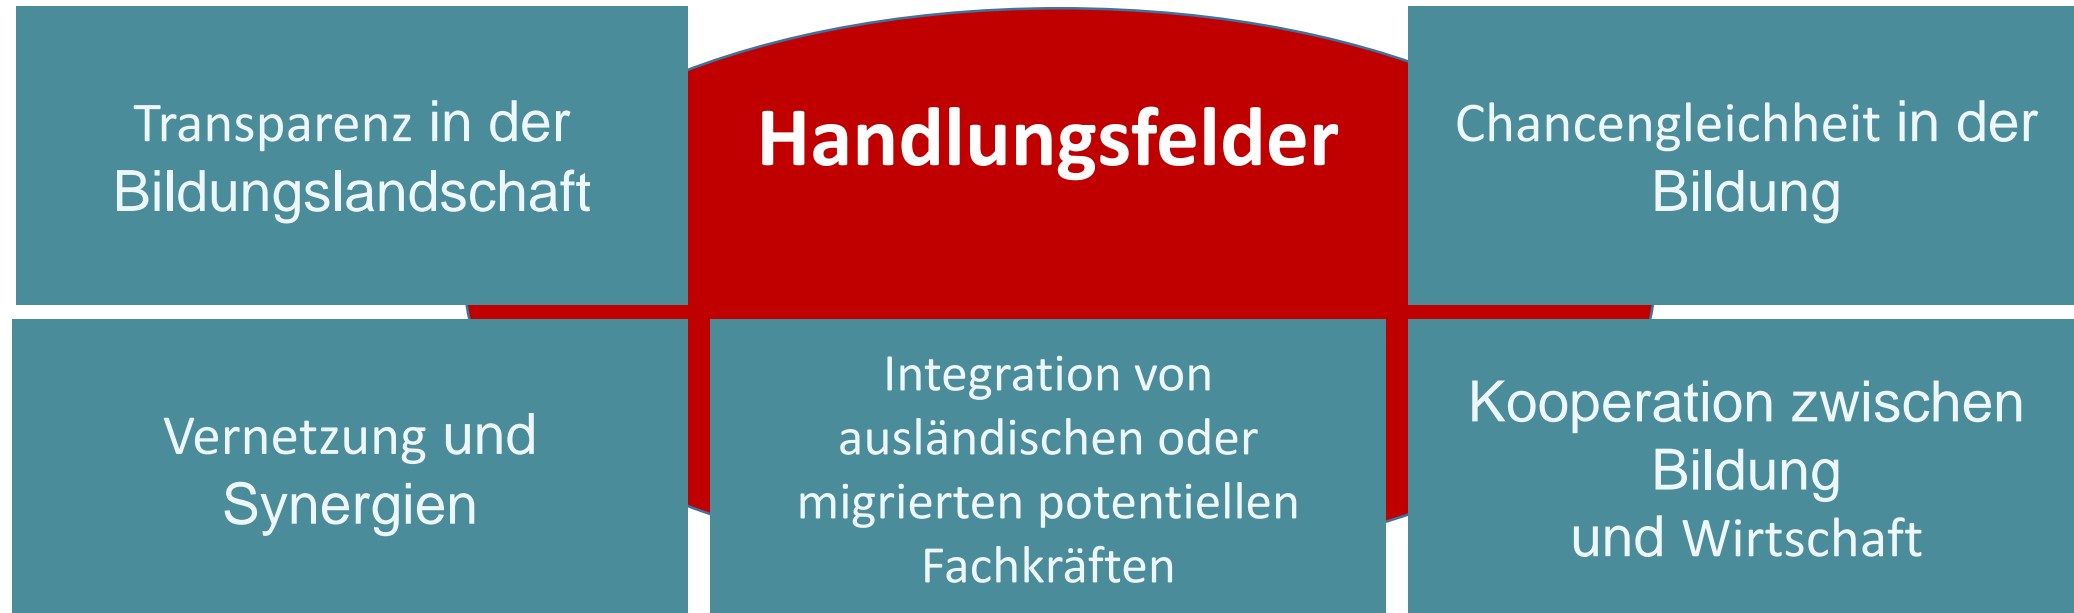 Transparenz in der
Bildungslandschaft
Handlungsfelder
Chancengleichheit in der
Bildung
Vernetzung und
Synergien
Integration von
ausländischen oder
migrierten potentiellen
Fachkräften
Kooperation zwischen
Bildung
und Wirtschaft